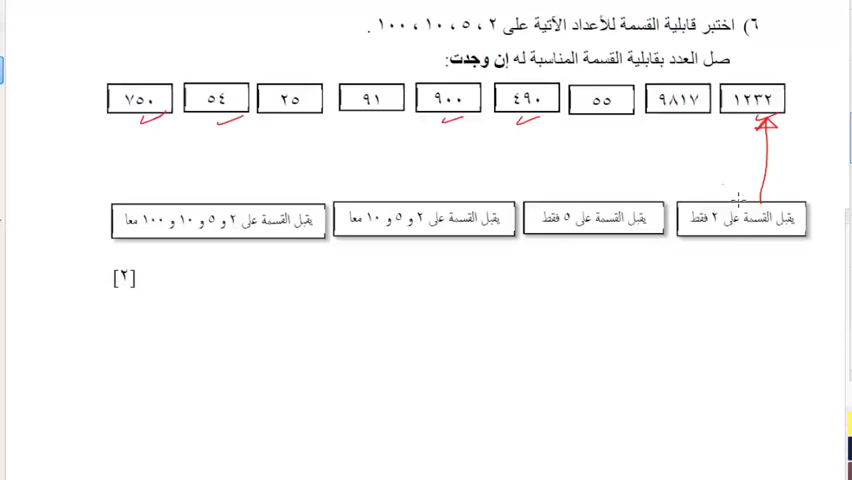 ٦) اختبر قابلية القسمة للأعداد الآتية على ٢ ، ٥ ، ١٠ ، ١٠٠ .
صل العدد بقابلية القسمة المناسبة له إن وجدت:
١٢٣٢ ٩٨١٧ ٥٥ ٤٩٠ ٩٠٠ ٩١ ٢٥ ٥٤ ٧٥٠
يقبل القسمة على ٢ فقط يقبل القسمة على ٥ فقط يقبل القسمة على ٢ و ٥ و ١٠ معا يقبل القسمة على ٢ و ٥ و ١٠ و ١٠٠ معا
[٢]